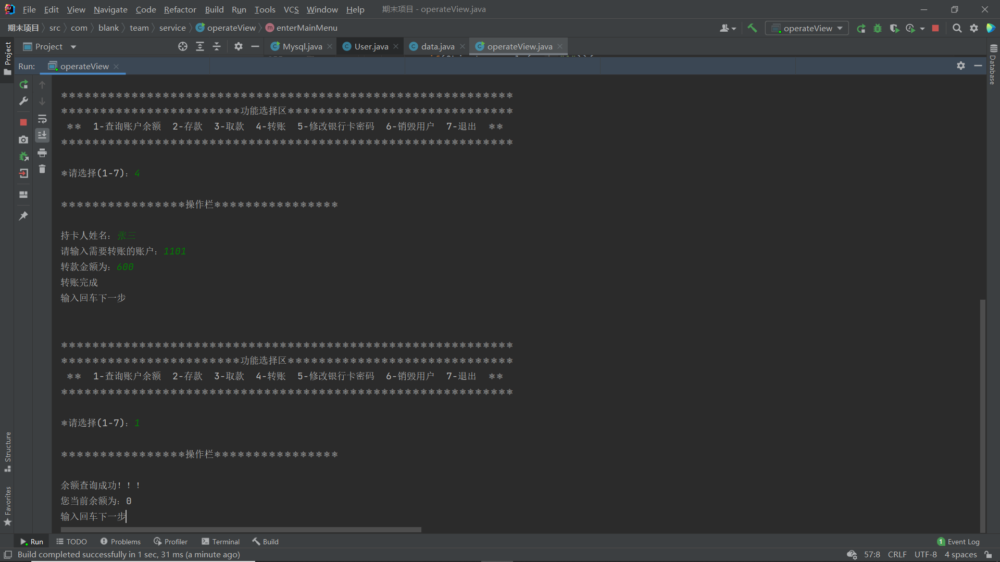 File Edit View Navigate Code Refactor Build Run Tools VCS Window Help 期末项目 - operateView.java
期末项目 src com blank team service operateView enterMainMenu
operateView
Project
Mysql.java User.java data.java operateView.java
Run: operateView
Project
Database
************************************************************
***********************功能选择区*****************************
** 1-查询账户余额 2-存款 3-取款 4-转账 5-修改银行卡密码 6-销毁用户 7-退出 **
************************************************************
*请选择(1-7): 4
****************操作栏****************
持卡人姓名: 张三
请输入需要转账的账户: 1101
转款金额为: 600
转账完成
输入回车下一步
************************************************************
***********************功能选择区*****************************
** 1-查询账户余额 2-存款 3-取款 4-转账 5-修改银行卡密码 6-销毁用户 7-退出 **
************************************************************
*请选择(1-7): 1
****************操作栏****************
余额查询成功!!!
您当前余额为: 0
输入回车下一步
Structure
Favorites
Run TODO Problems Profiler Terminal Build 1 Event Log
Build completed successfully in 1 sec, 31 ms (a minute ago) 57:8 CRLF UTF-8 4 spaces